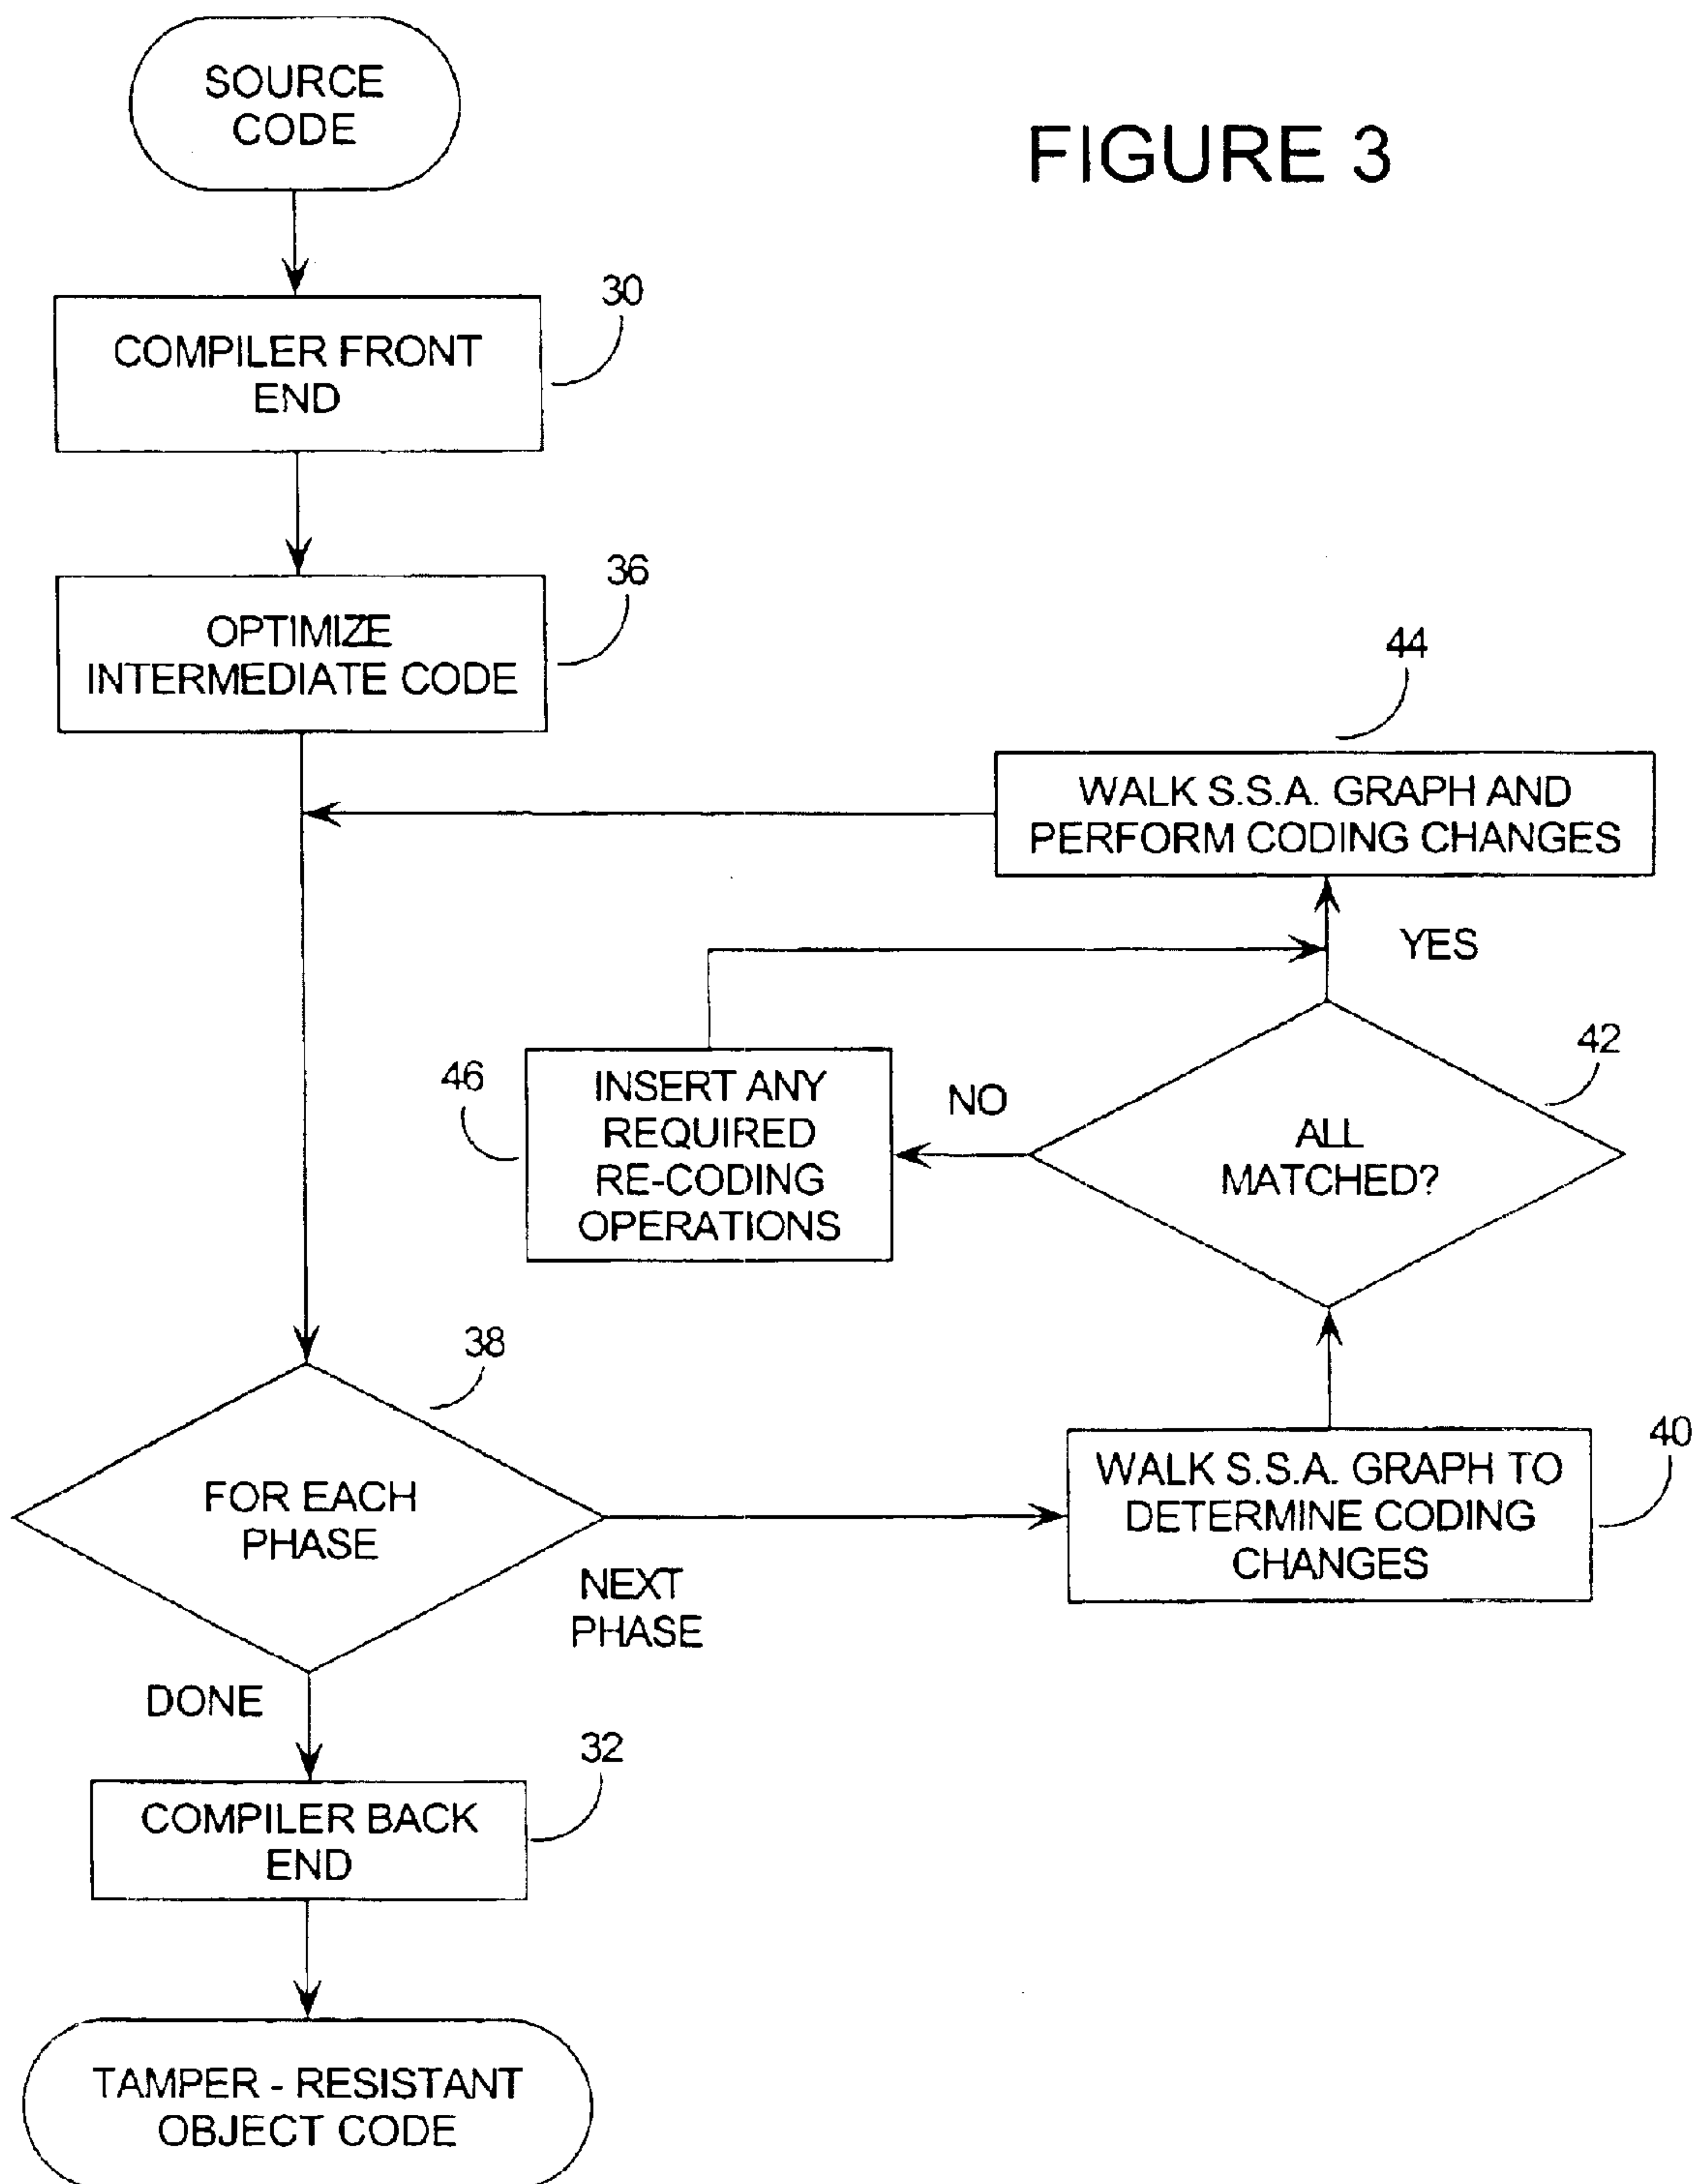 SOURCE
CODE
FIGURE 3
30
COMPILER FRONT
END
36
OPTIMIZE
INTERMEDIATE CODE
44
WALK S.S.A. GRAPH AND
PERFORM CODING CHANGES
YES
42
46
INSERT ANY
REQUIRED
RE-CODING
OPERATIONS
NO
ALL
MATCHED?
38
40
FOR EACH
PHASE
WALK S.S.A. GRAPH TO
DETERMINE CODING
CHANGES
NEXT
PHASE
DONE
32
COMPILER BACK
END
TAMPER - RESISTANT
OBJECT CODE